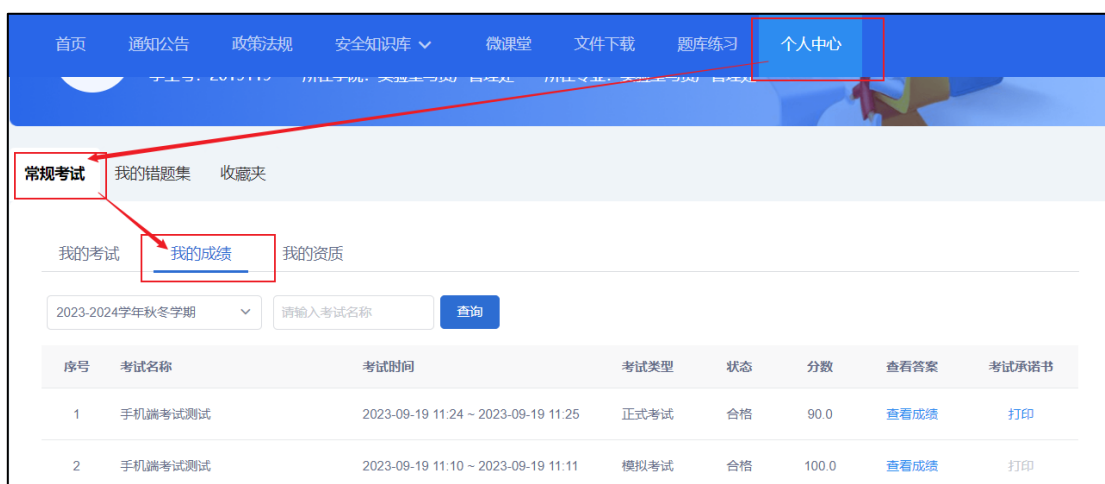 首页 通知公告 政策法规 安全知识库 微课堂 文件下载 题库练习 个人中心
常规考试 我的错题集 收藏夹
我的考试 我的成绩 我的资质
2023-2024学年秋冬学期 请输入考试名称 查询
序号 考试名称 考试时间 考试类型 状态 分数 查看答案 考试承诺书
1 手机端考试测试 2023-09-19 11:24 ~ 2023-09-19 11:25 正式考试 合格 90.0 查看成绩 打印
2 手机端考试测试 2023-09-19 11:10 ~ 2023-09-19 11:11 模拟考试 合格 100.0 查看成绩 打印